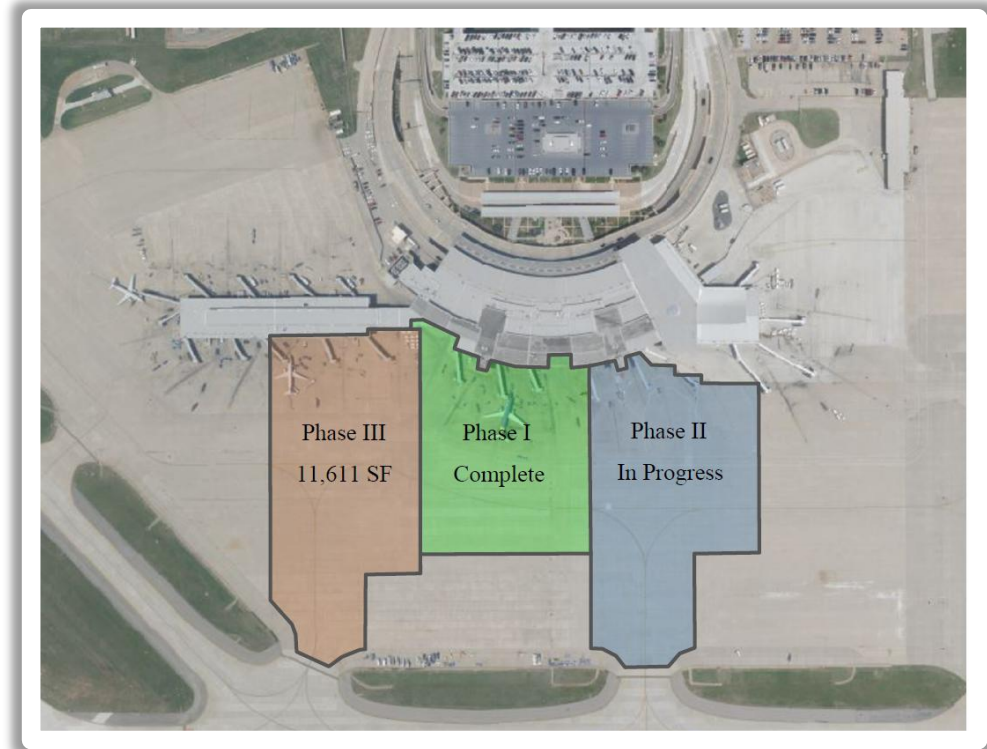 Phase III
11,611 SF
Phase I
Complete
Phase II
In Progress